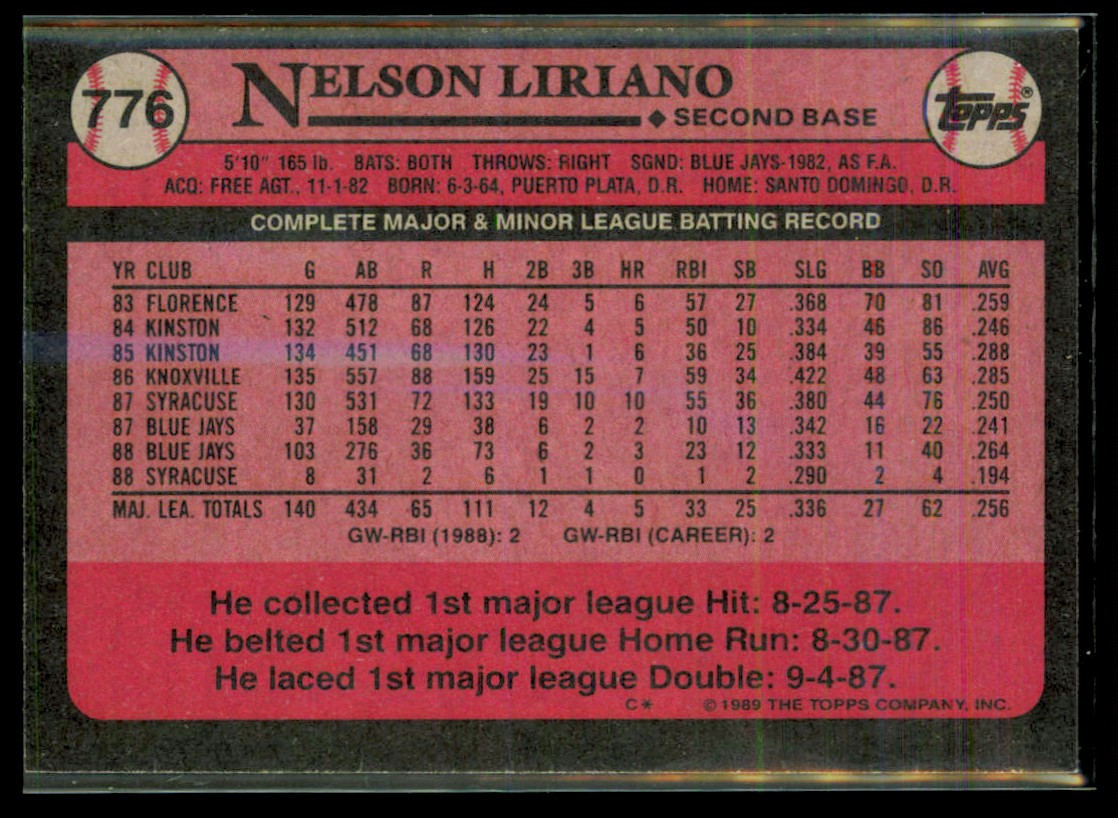 776
NELSON LIRIANO
SECOND BASE
TOPPS®
5'10" 165 lb. BATS: BOTH THROWS: RIGHT SGND: BLUE JAYS-1982, AS F.A.
ACQ: FREE AGT., 11-1-82 BORN: 6-3-64, PUERTO PLATA, D.R. HOME: SANTO DOMINGO, D.R.
COMPLETE MAJOR & MINOR LEAGUE BATTING RECORD
YR CLUB G AB R H 2B 3B HR RBI SB SLG BB SO AVG
83 FLORENCE 129 478 87 124 24 5 6 57 27 .368 70 81 .259
84 KINSTON 132 512 68 126 22 4 5 50 10 .334 46 86 .246
85 KINSTON 134 451 68 130 23 1 6 36 25 .384 39 55 .288
86 KNOXVILLE 135 557 88 159 25 15 7 59 34 .422 48 63 .285
87 SYRACUSE 130 531 72 133 19 10 10 55 36 .380 44 76 .250
87 BLUE JAYS 37 158 29 38 6 2 2 10 13 .342 16 22 .241
88 BLUE JAYS 103 276 36 73 6 2 3 23 12 .333 11 40 .264
88 SYRACUSE 8 31 2 6 1 1 0 1 2 .290 2 4 .194
MAJ. LEA. TOTALS 140 434 65 111 12 4 5 33 25 .336 27 62 .256
GW-RBI (1988): 2 GW-RBI (CAREER): 2
He collected 1st major league Hit: 8-25-87.
He belted 1st major league Home Run: 8-30-87.
He laced 1st major league Double: 9-4-87.
C* ©1989 THE TOPPS COMPANY, INC.